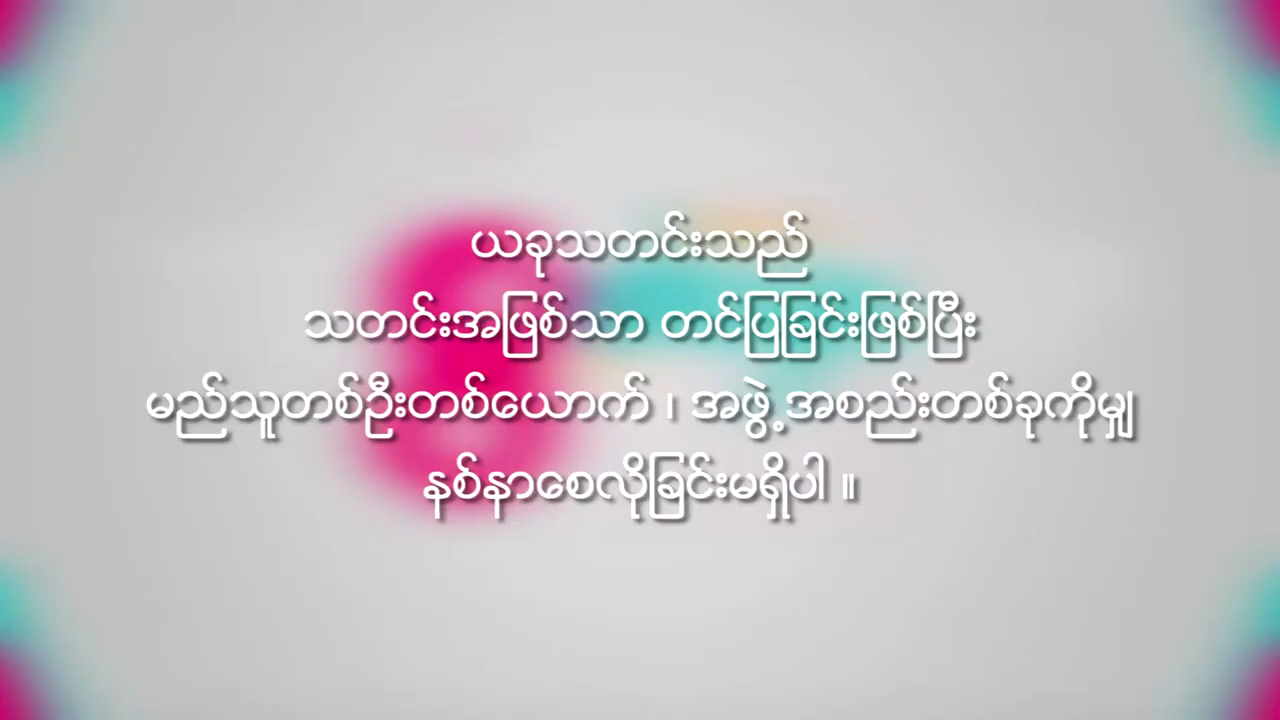 ယခုသတင်းသည်
သတင်းအဖြစ်သာ တင်ပြခြင်းဖြစ်ပြီး
မည်သူတစ်ဦးတစ်ယောက် ၊ အဖွဲ့အစည်းတစ်ခုကိုမျှ
နစ်နာစေလိုခြင်းမရှိပါ ။